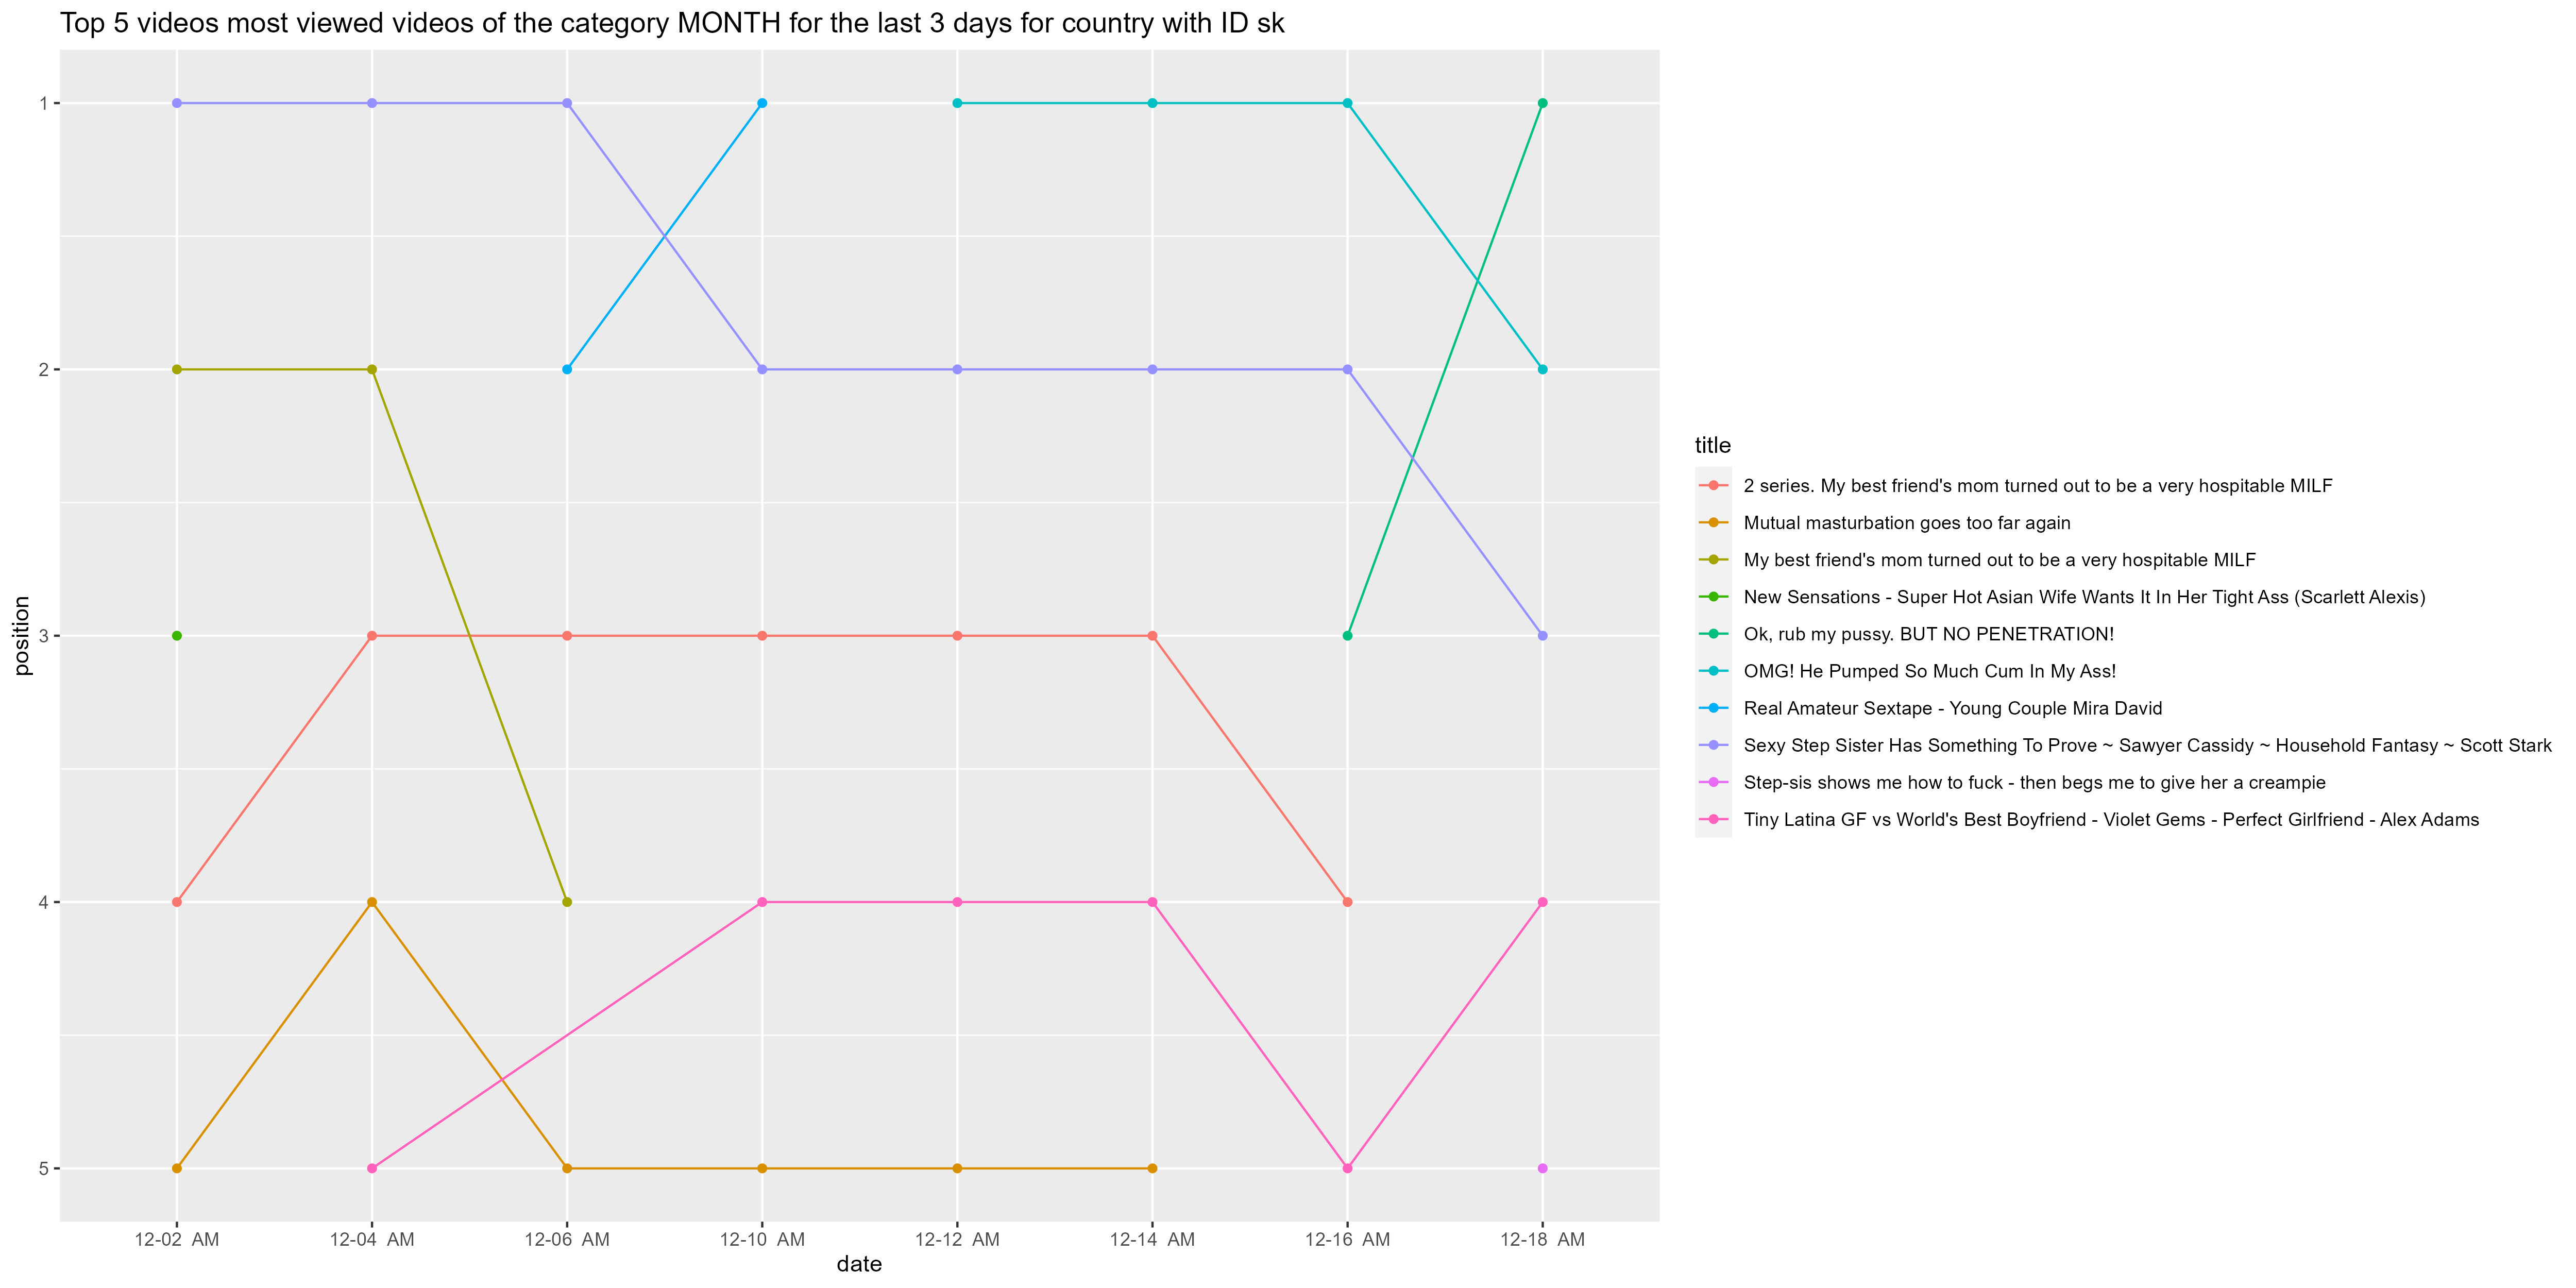 Top 5 videos most viewed videos of the category MONTH for the last 3 days for country with ID sk
1
2
3
4
5
position
12-02 AM
12-04 AM
12-06 AM
12-10 AM
12-12 AM
12-14 AM
12-16 AM
12-18 AM
date
title
2 series. My best friend's mom turned out to be a very hospitable MILF
Mutual masturbation goes too far again
My best friend's mom turned out to be a very hospitable MILF
New Sensations - Super Hot Asian Wife Wants It In Her Tight Ass (Scarlett Alexis)
Ok, rub my pussy. BUT NO PENETRATION!
OMG! He Pumped So Much Cum In My Ass!
Real Amateur Sextape - Young Couple Mira David
Sexy Step Sister Has Something To Prove ~ Sawyer Cassidy ~ Household Fantasy ~ Scott Stark
Step-sis shows me how to fuck - then begs me to give her a creampie
Tiny Latina GF vs World's Best Boyfriend - Violet Gems - Perfect Girlfriend - Alex Adams